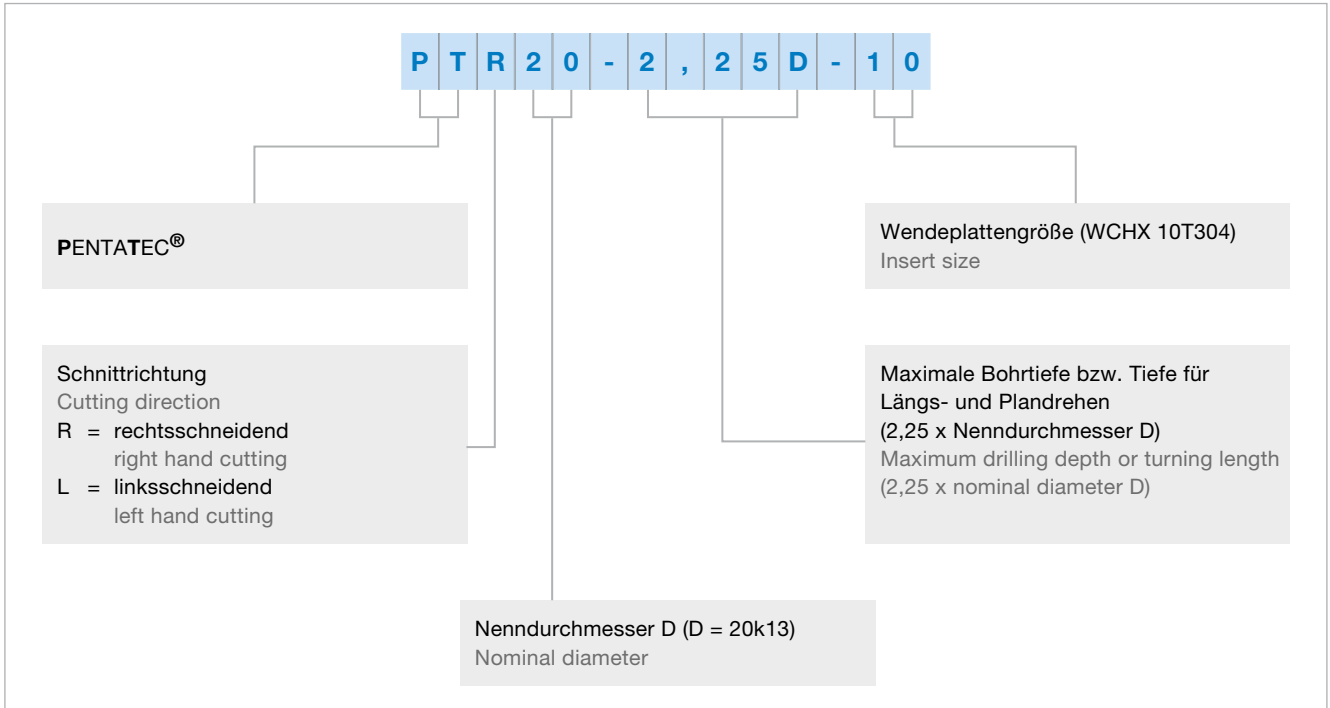 PTR20-2,25D-10
PENTATEC®
Wendeplattengröße (WCHX 10T304)
Insert size
Schnittrichtung
Cutting direction
R = rechtsschneidend
right hand cutting
L = linksschneidend
left hand cutting
Maximale Bohrtiefe bzw. Tiefe für
Längs- und Plandrehen
(2,25 x Nenndurchmesser D)
Maximum drilling depth or turning length
(2,25 x nominal diameter D)
Nenndurchmesser D (D = 20k13)
Nominal diameter